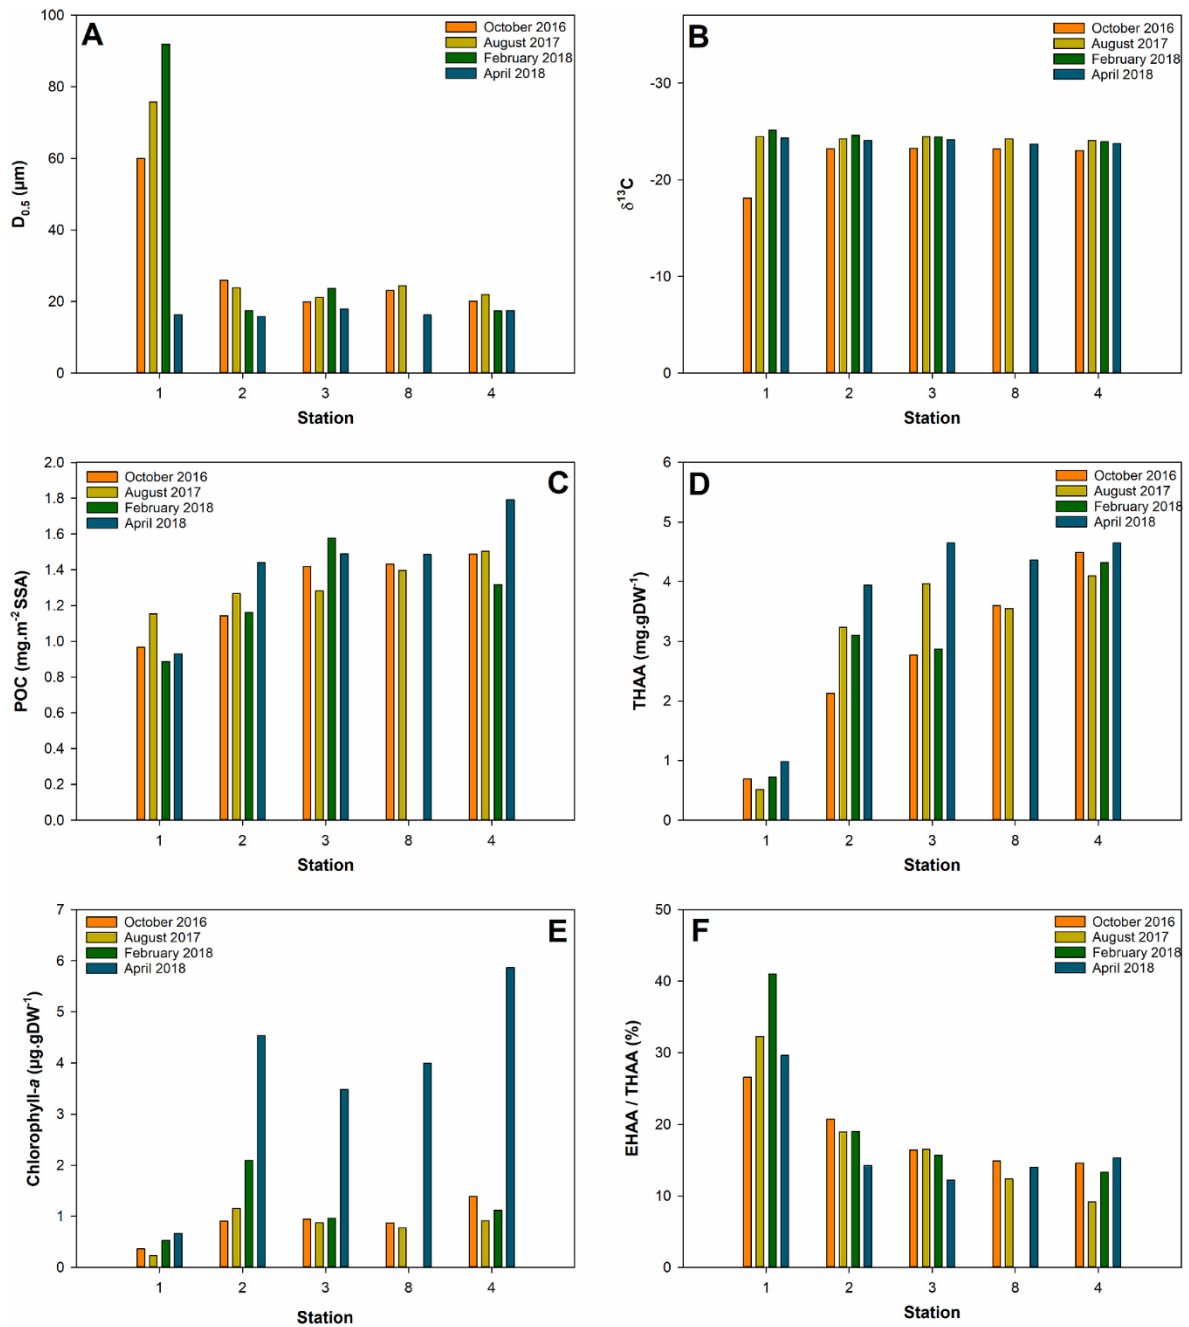 A
October 2016
August 2017
February 2018
April 2018
100
80
60
40
20
0
D0.5 (µm)
1 2 3 8 4
Station
B
October 2016
August 2017
February 2018
April 2018
-30
-20
-10
0
δ13C
1 2 3 8 4
Station
C
October 2016
August 2017
February 2018
April 2018
2.0
1.8
1.6
1.4
1.2
1.0
0.8
0.6
0.4
0.2
0.0
POC (mg.m-2 SSA)
1 2 3 8 4
Station
D
October 2016
August 2017
February 2018
April 2018
6
5
4
3
2
1
0
THAA (mg.gDW-1)
1 2 3 8 4
Station
E
October 2016
August 2017
February 2018
April 2018
7
6
5
4
3
2
1
0
Chlorophyll-a (µg.gDW-1)
1 2 3 8 4
Station
F
October 2016
August 2017
February 2018
April 2018
50
40
30
20
10
0
EHAA / THAA (%)
1 2 3 8 4
Station